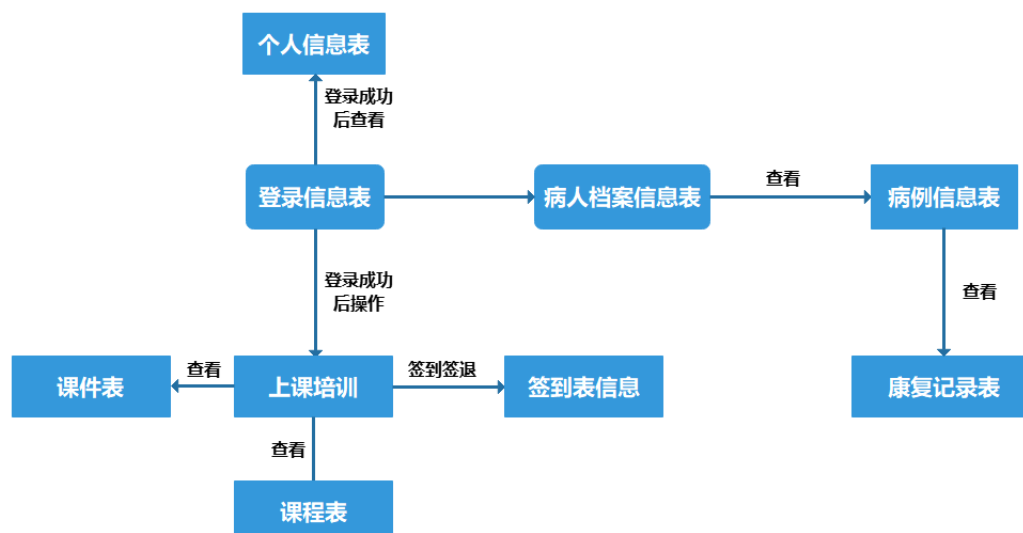 个人信息表
登录成功
后查看
登录信息表
病人档案信息表
查看
病例信息表
登录成功
后操作
查看
课件表
查看
上课培训
签到签退
签到表信息
康复记录表
查看
课程表